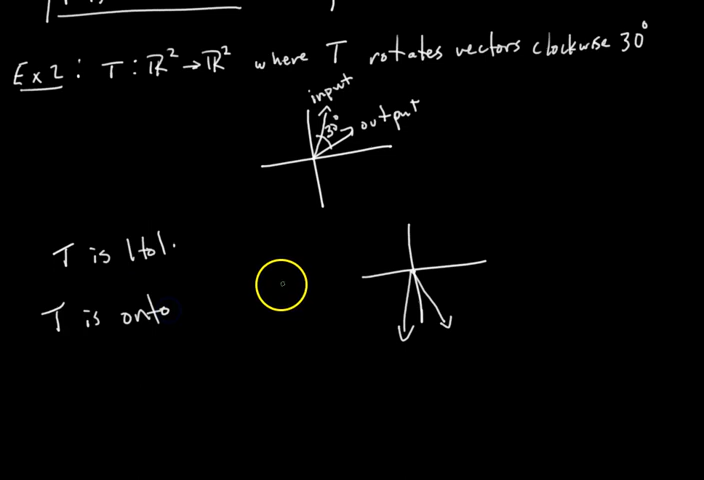 Ex 2: T: ℝ² → ℝ² where T rotates vectors clockwise 30°
input
30°
output
T is 1to1.
T is onto